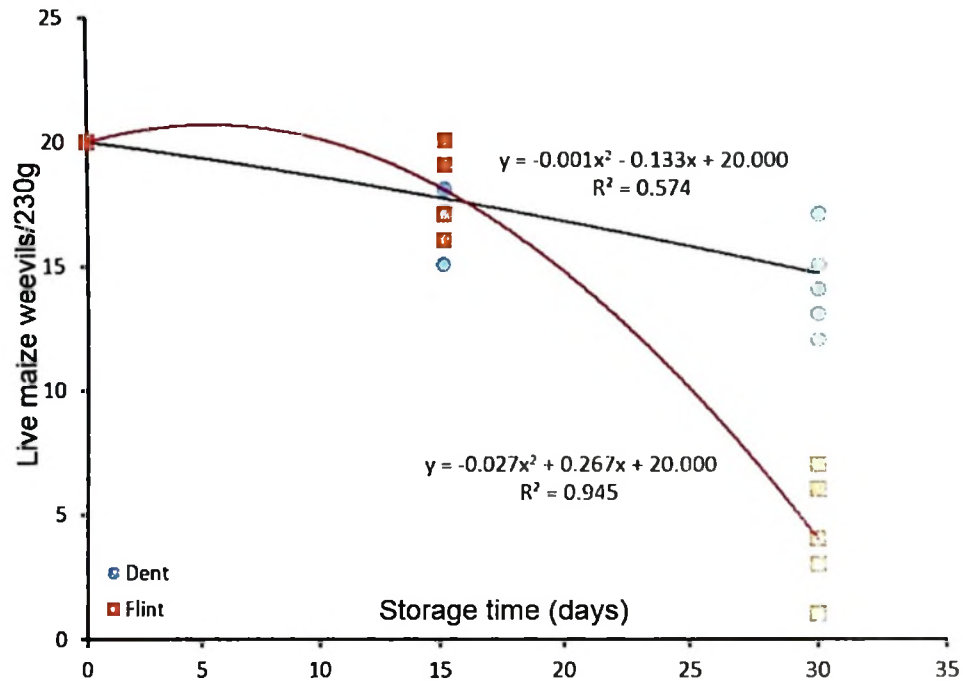 25
20
15
10
5
0
Live maize weevils/230g
y = -0.001x² - 0.133x + 20.000
R² = 0.574
y = -0.027x² + 0.267x + 20.000
R² = 0.945
Dent
Flint
Storage time (days)
0 5 10 15 20 25 30 35